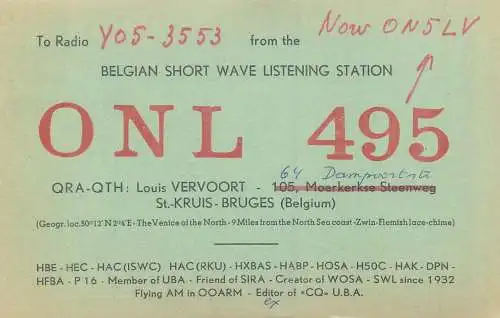 To Radio YO5-3553 from the Now ON5LV
BELGIAN SHORT WAVE LISTENING STATION
ONL 495
64 Dampoortstr
QRA-QTH: Louis VERVOORT - 105, Moerkerkse Steenweg
St.-KRUIS - BRUGES (Belgium)
(Geogr. loc. 50°12' N 2°4'E - The Venice of the North - 9 Miles from the North Sea coast - Zwin - Flemish lace - chime)
HBE - HEC - HAC (ISWC) HAC (RKU) - HXBAS - HABP - HOSA - H50C - HAK - DPN -
HFBA - P 16 - Member of UBA - Friend of SIRA - Creator of WOSA - SWL since 1932
Flying AM in OOARM - Editor of «CQ» U.B.A.
ex